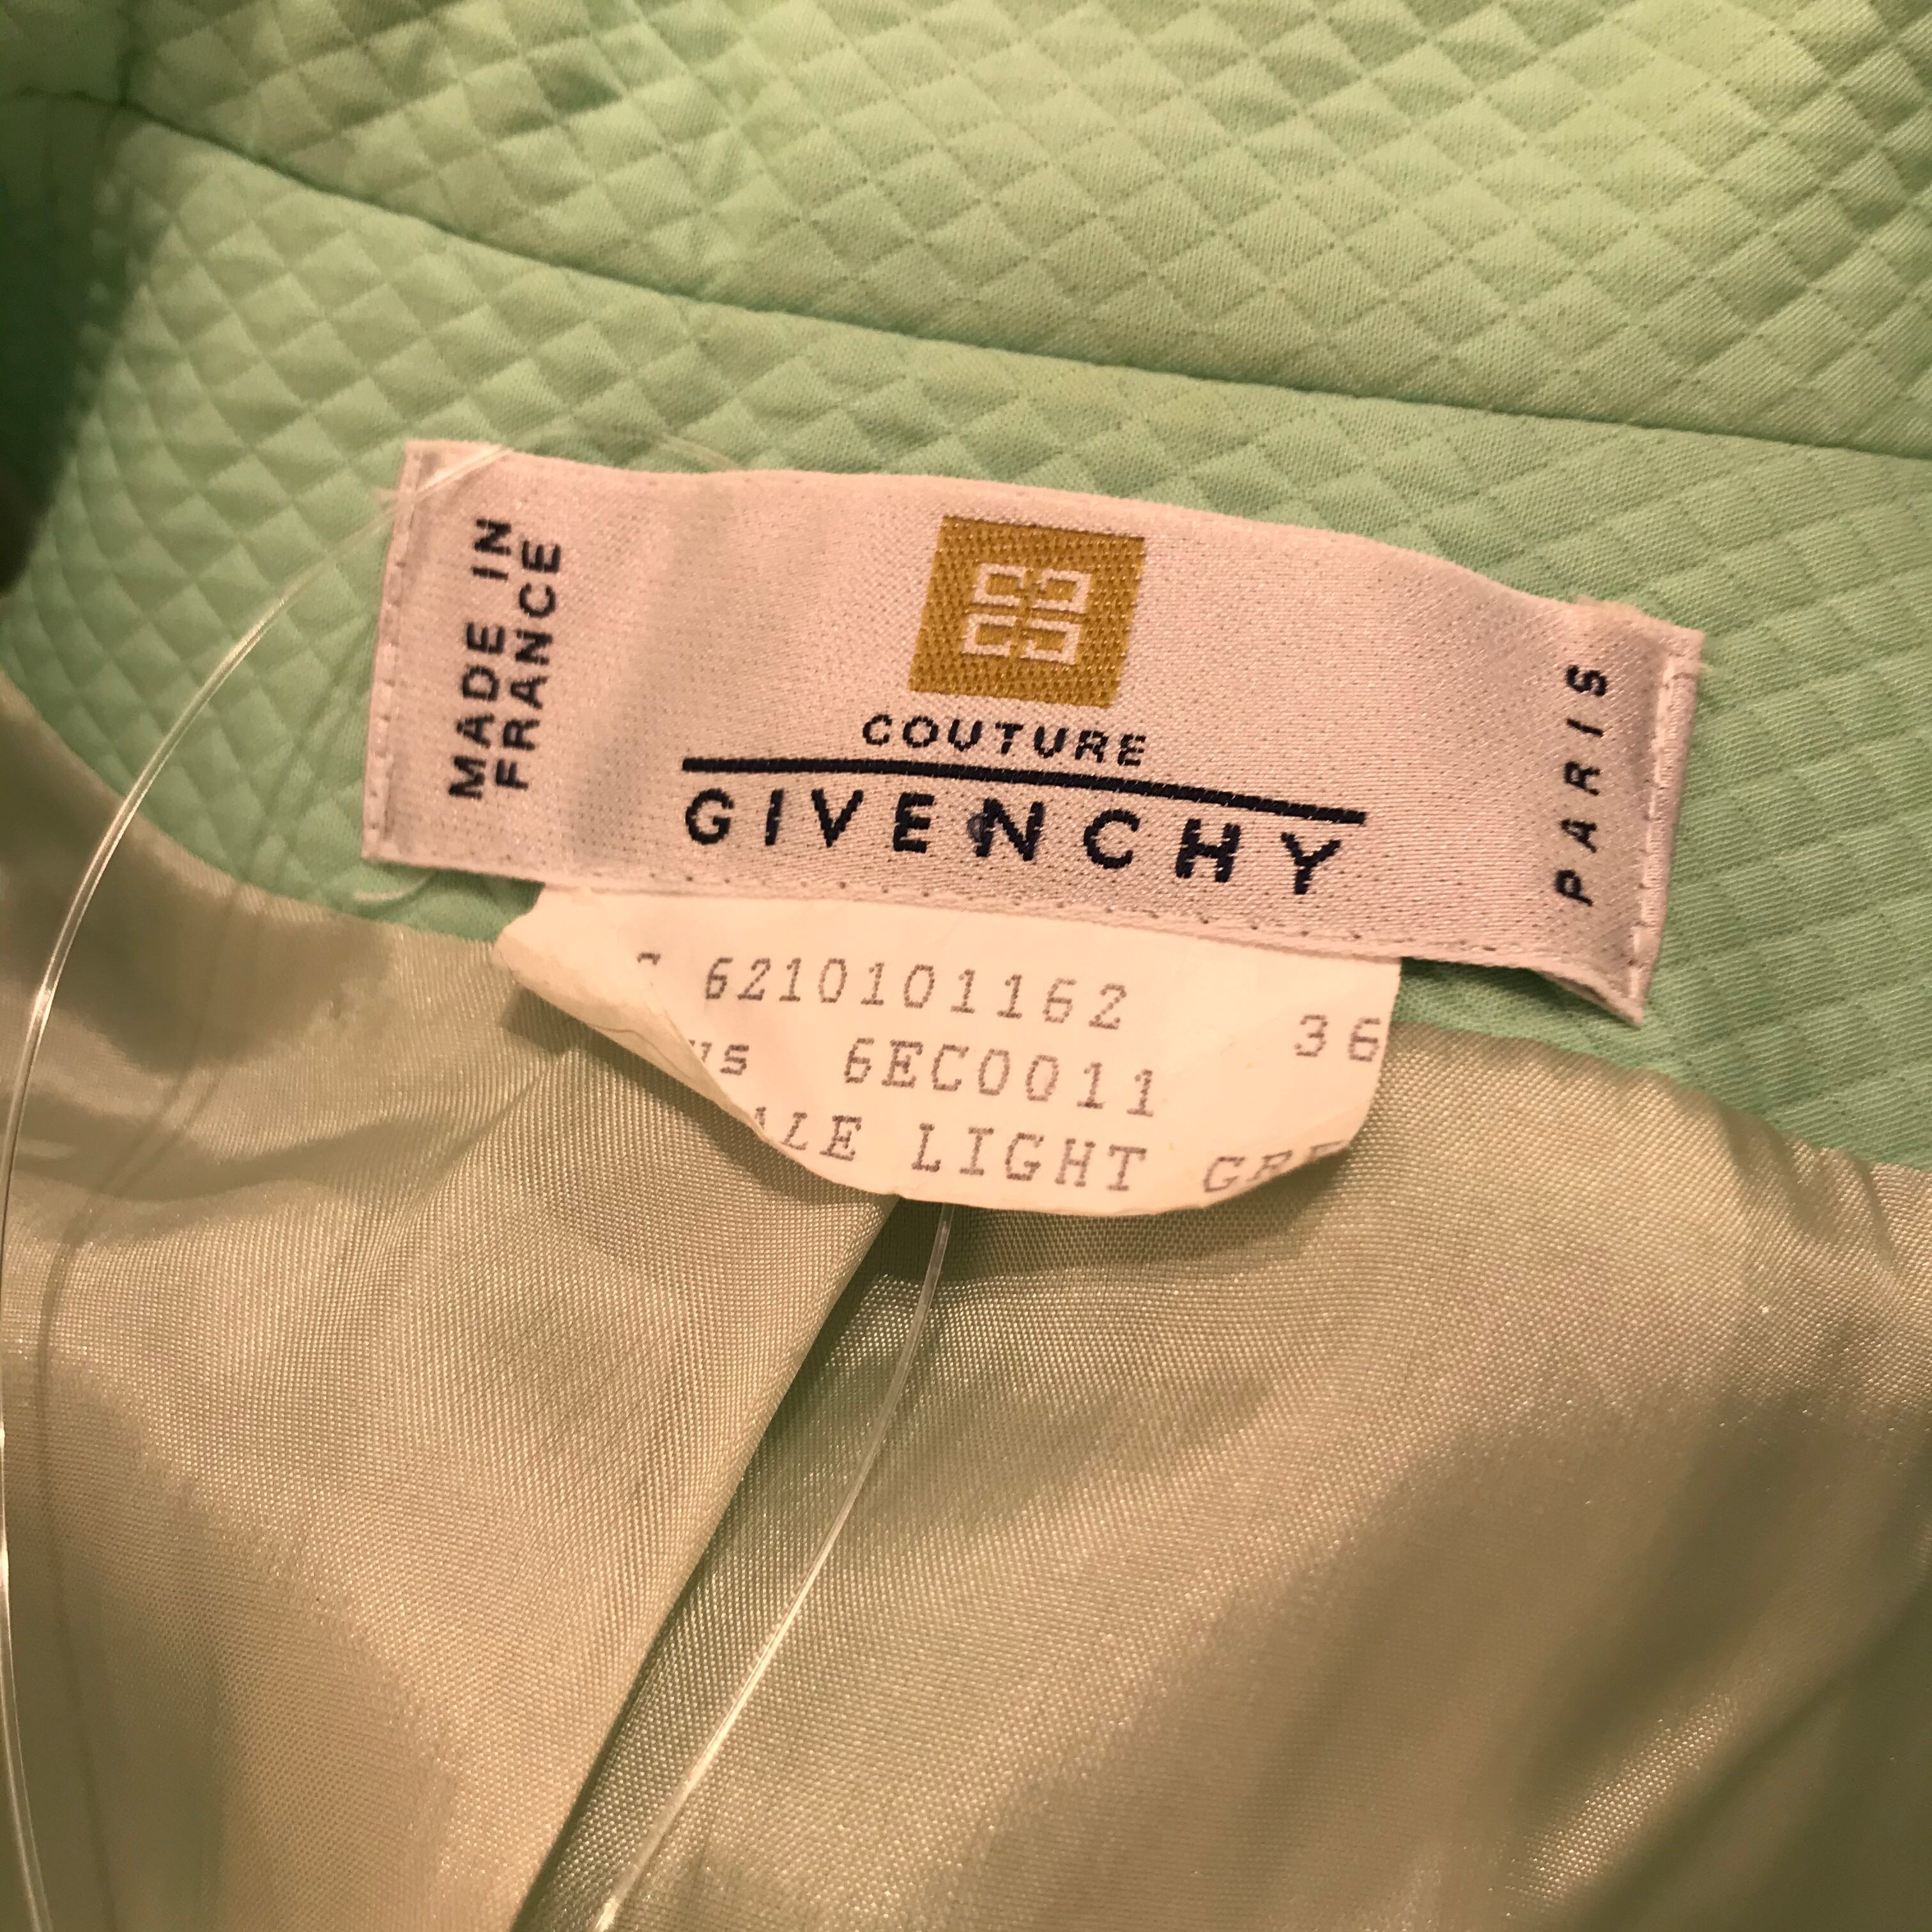 MADE IN
FRANCE
COUTURE
GIVENCHY
PARIS
6210101162 36
6EC0011
LIGHT